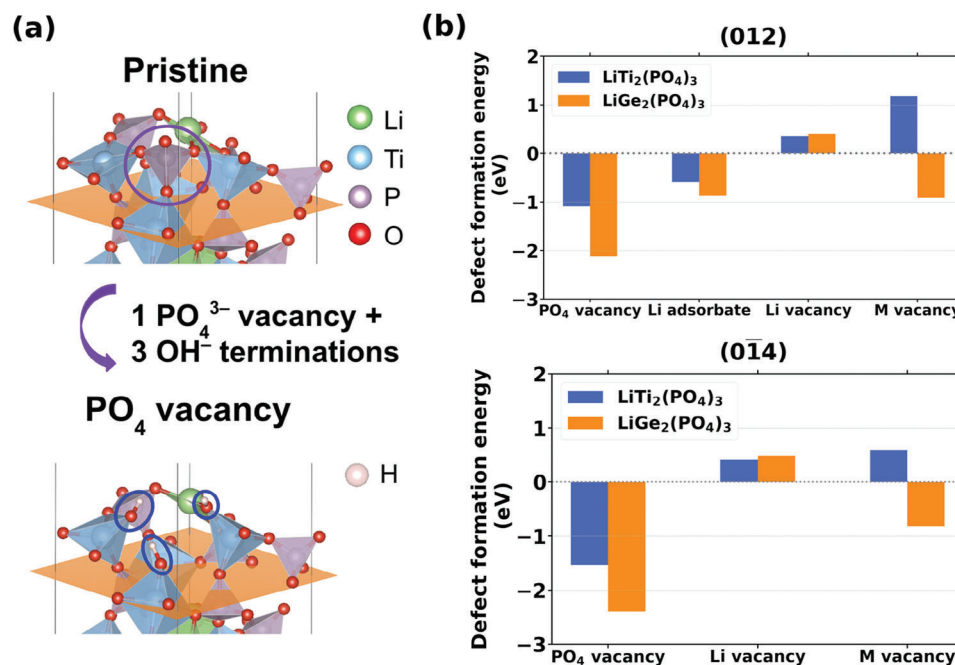 (a)
Pristine
Li
Ti
P
O
1 PO₄³⁻ vacancy +
3 OH⁻ terminations
PO₄ vacancy
H
(b)
(012)
Defect formation energy
(eV)
2
1
0
−1
−2
−3
LiTi₂(PO₄)₃
LiGe₂(PO₄)₃
PO₄ vacancy Li adsorbate Li vacancy M vacancy
(01̅4)
Defect formation energy
(eV)
2
1
0
−1
−2
−3
LiTi₂(PO₄)₃
LiGe₂(PO₄)₃
PO₄ vacancy Li vacancy M vacancy